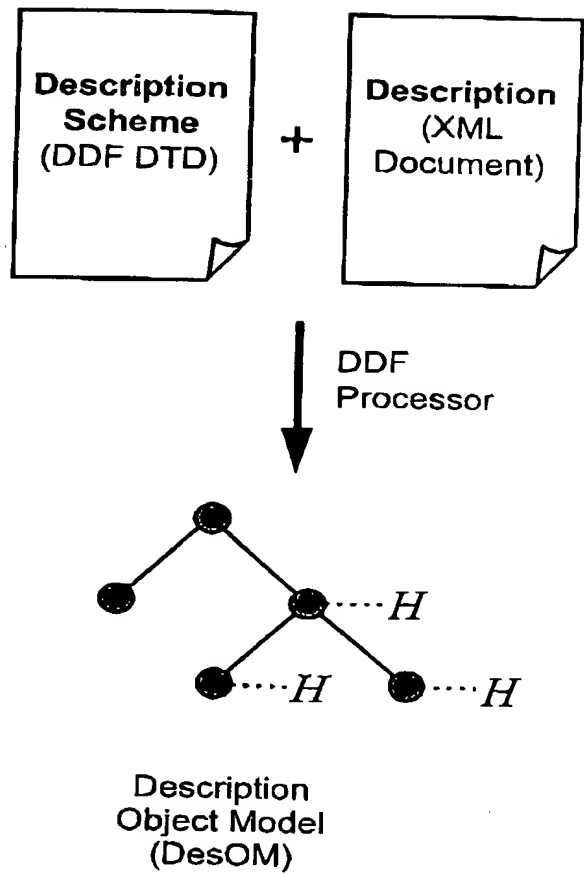 Description
Scheme
(DDF DTD)
+
Description
(XML
Document)
DDF
Processor
H
H
H
Description
Object Model
(DesOM)